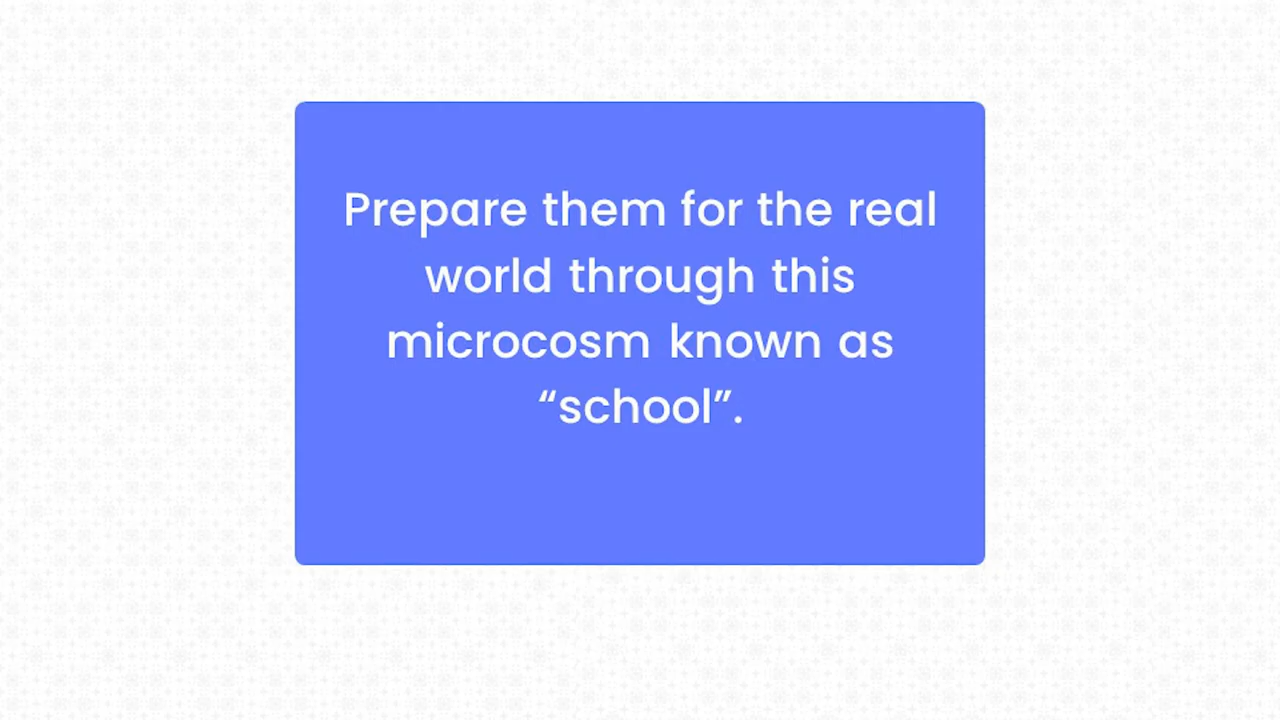 Prepare them for the real
world through this
microcosm known as
“school”.